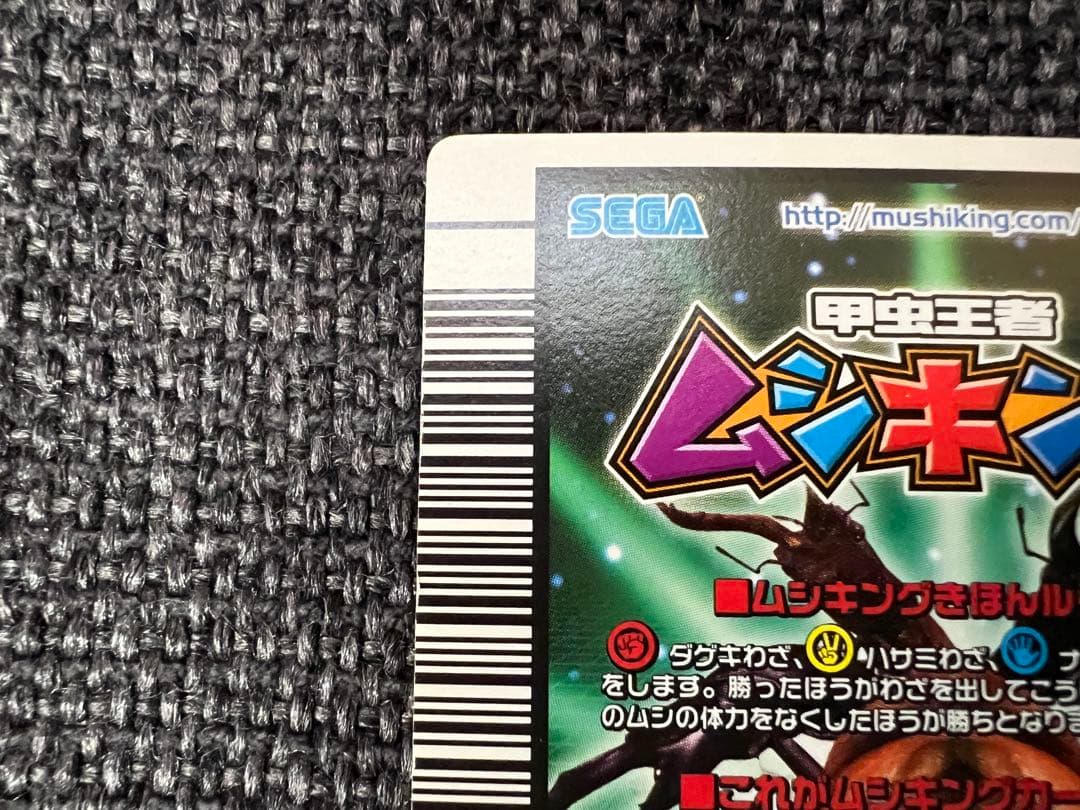 SEGA
http://mushiking.com/
甲虫王者
ムシキン
■ムシキングきほんル
ダゲキわざ、 ハサミわざ、 ナ
をします。勝ったほうがわざを出してこう
のムシの体力をなくしたほうが勝ちとなりま
■これがムシキングカー